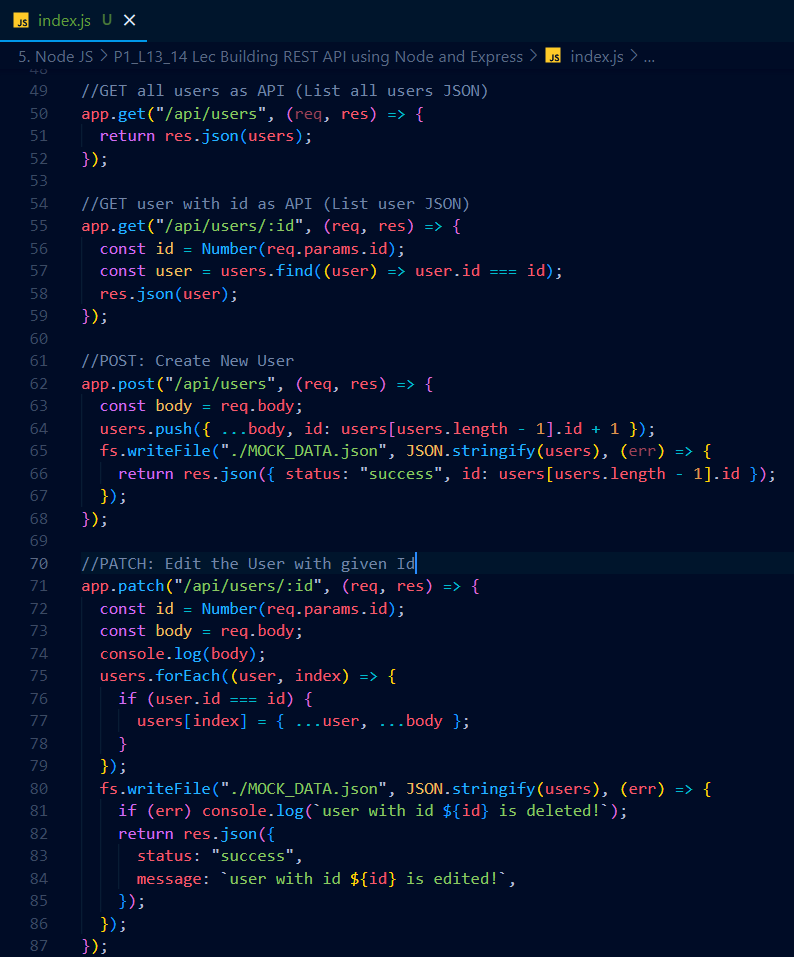 JS index.js U ×
5. Node JS > P1_L13_14 Lec Building REST API using Node and Express > JS index.js > ...
48
49 //GET all users as API (List all users JSON)
50 app.get("/api/users", (req, res) => {
51   return res.json(users);
52 });
53
54 //GET user with id as API (List user JSON)
55 app.get("/api/users/:id", (req, res) => {
56   const id = Number(req.params.id);
57   const user = users.find((user) => user.id === id);
58   res.json(user);
59 });
60
61 //POST: Create New User
62 app.post("/api/users", (req, res) => {
63   const body = req.body;
64   users.push({ ...body, id: users[users.length - 1].id + 1 });
65   fs.writeFile("./MOCK_DATA.json", JSON.stringify(users), (err) => {
66     return res.json({ status: "success", id: users[users.length - 1].id });
67   });
68 });
69
70 //PATCH: Edit the User with given Id
71 app.patch("/api/users/:id", (req, res) => {
72   const id = Number(req.params.id);
73   const body = req.body;
74   console.log(body);
75   users.forEach((user, index) => {
76     if (user.id === id) {
77       users[index] = { ...user, ...body };
78     }
79   });
80   fs.writeFile("./MOCK_DATA.json", JSON.stringify(users), (err) => {
81     if (err) console.log(`user with id ${id} is deleted!`);
82     return res.json({
83       status: "success",
84       message: `user with id ${id} is edited!`,
85     });
86   });
87 });